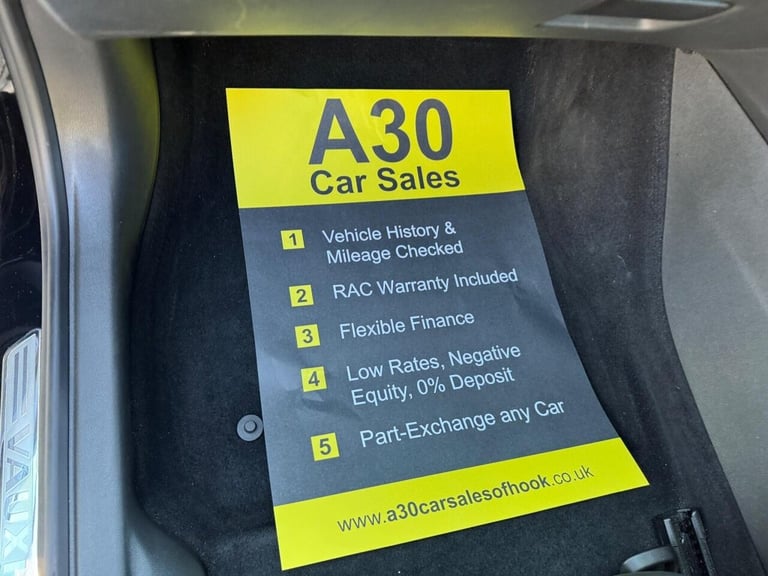 A30
Car Sales
1 Vehicle History &
Mileage Checked
2 RAC Warranty Included
3 Flexible Finance
4 Low Rates, Negative
Equity, 0% Deposit
5 Part-Exchange any Car
www.a30carsalesofhook.co.uk